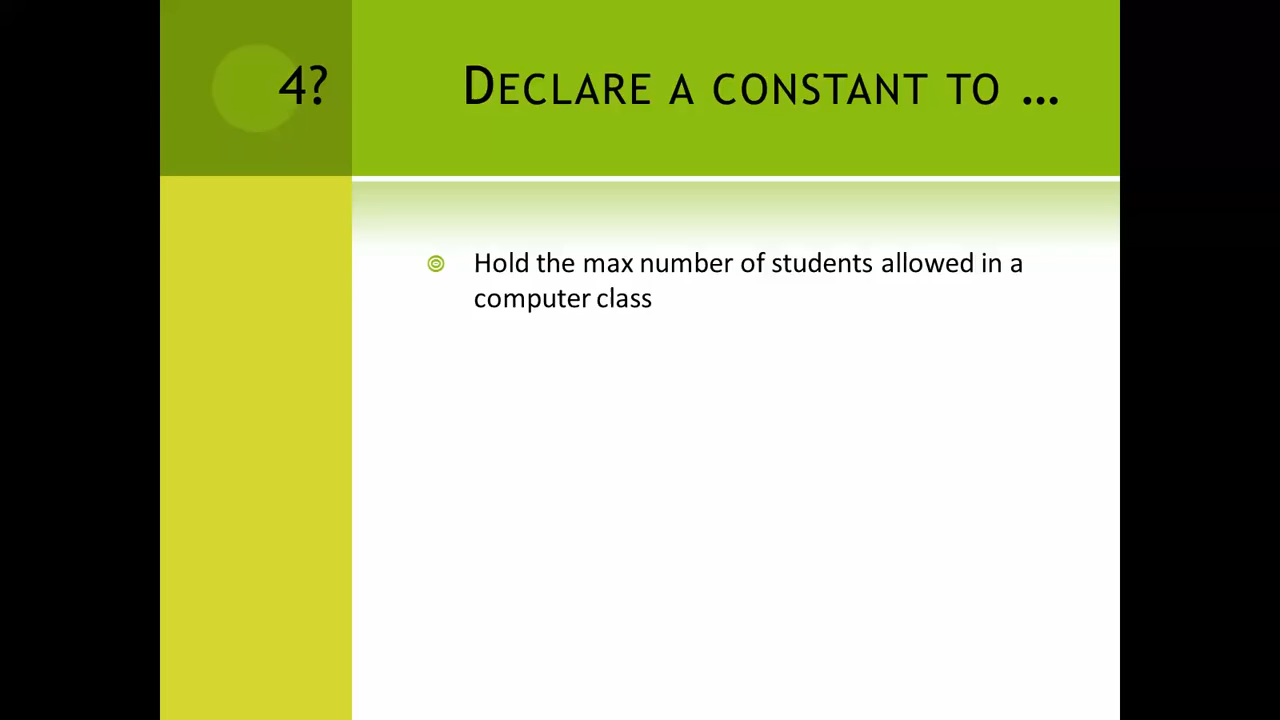 4?
Declare a constant to …
Hold the max number of students allowed in a
computer class